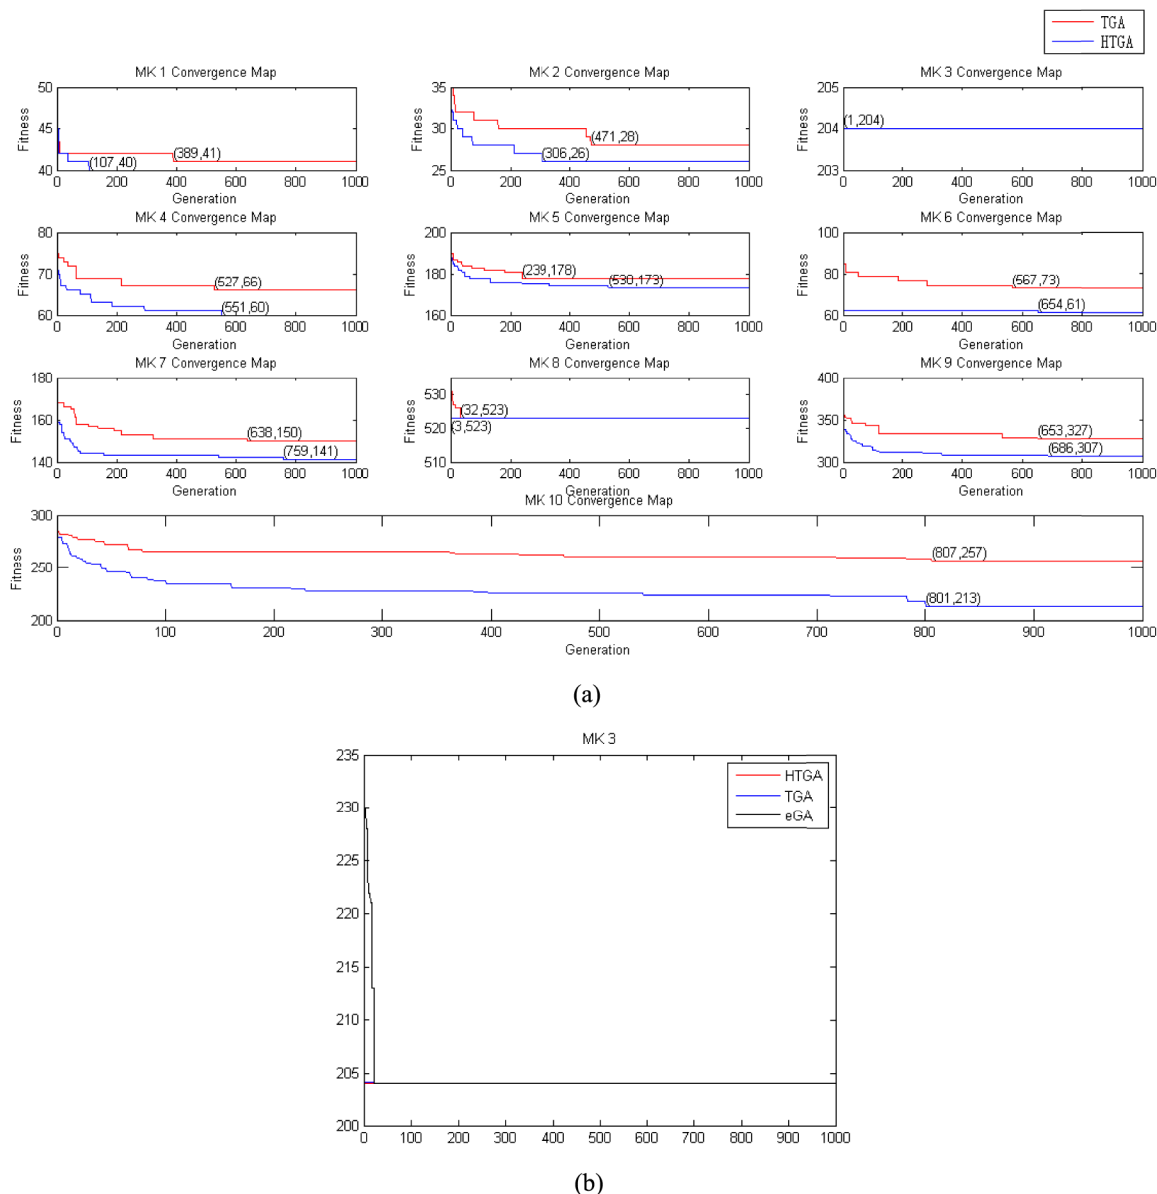 TGA
HTGA
MK 1 Convergence Map
MK 2 Convergence Map
MK 3 Convergence Map
50
45
40
Fitness
(107,40)
(389,41)
0 200 400 600 800 1000
Generation
35
30
25
Fitness
(471,28)
(306,26)
0 200 400 600 800 1000
Generation
205
204
203
Fitness
(1,204)
0 200 400 600 800 1000
Generation
MK 4 Convergence Map
MK 5 Convergence Map
MK 6 Convergence Map
80
70
60
Fitness
(527,66)
(551,60)
0 200 400 600 800 1000
Generation
200
180
160
Fitness
(239,178)
(530,173)
0 200 400 600 800 1000
Generation
100
80
60
Fitness
(567,73)
(654,61)
0 200 400 600 800 1000
Generation
MK 7 Convergence Map
MK 8 Convergence Map
MK 9 Convergence Map
180
160
140
Fitness
(638,150)
(759,141)
0 200 400 600 800 1000
Generation
530
520
510
Fitness
(32,523)
(3,523)
0 200 400 600 800 1000
Generation
400
350
300
Fitness
(653,327)
(686,307)
0 200 400 600 800 1000
Generation
MK 10 Convergence Map
300
250
200
Fitness
(807,257)
(801,213)
0 100 200 300 400 500 600 700 800 900 1000
Generation
(a)
MK 3
235
230
225
220
215
210
205
200
HTGA
TGA
eGA
0 100 200 300 400 500 600 700 800 900 1000
(b)